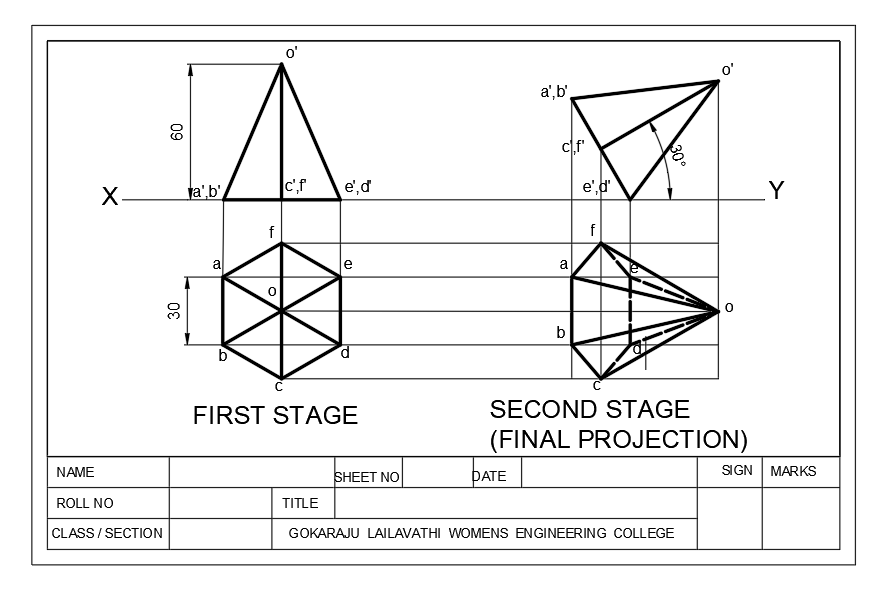 o'
60
X
a',b'
c',f'
e',d'
f
a
e
o
30
b
d
c
FIRST STAGE
o'
a',b'
c',f'
30°
e',d'
Y
f
a
e
o
b
d
c
SECOND STAGE
(FINAL PROJECTION)
NAME
SHEET NO
DATE
SIGN
MARKS
ROLL NO
TITLE
CLASS / SECTION
GOKARAJU LAILAVATHI WOMENS ENGINEERING COLLEGE